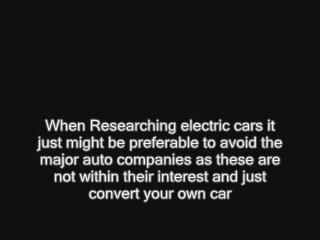 When Researching electric cars it
just might be preferable to avoid the
major auto companies as these are
not within their interest and just
convert your own car